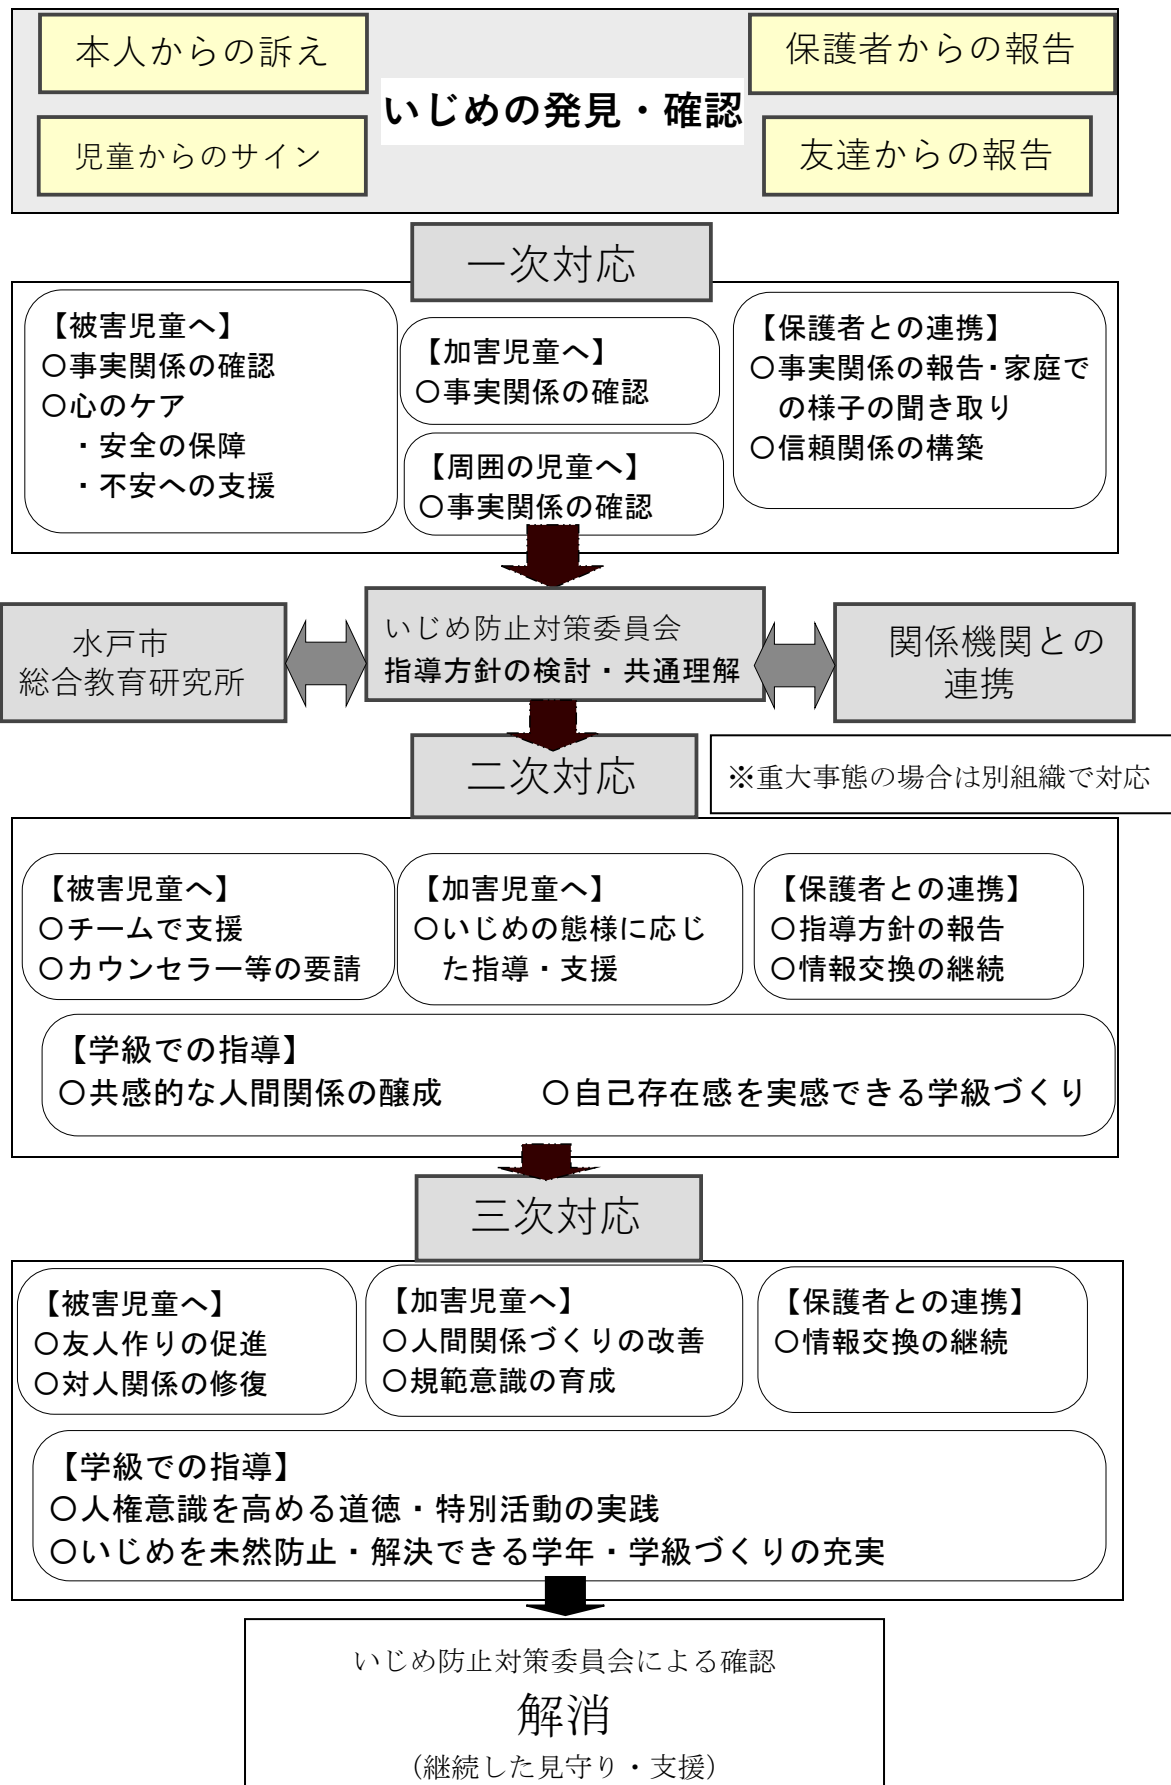 本人からの訴え
保護者からの報告
いじめの発見・確認
児童からのサイン
友達からの報告
一次対応
【被害児童へ】
○事実関係の確認
○心のケア
・安全の保障
・不安への支援
【加害児童へ】
○事実関係の確認
【周囲の児童へ】
○事実関係の確認
【保護者との連携】
○事実関係の報告・家庭で
の様子の聞き取り
○信頼関係の構築
水戸市
総合教育研究所
いじめ防止対策委員会
指導方針の検討・共通理解
関係機関との
連携
二次対応
※重大事態の場合は別組織で対応
【被害児童へ】
○チームで支援
○カウンセラー等の要請
【加害児童へ】
○いじめの態様に応じ
た指導・支援
【保護者との連携】
○指導方針の報告
○情報交換の継続
【学級での指導】
○共感的な人間関係の醸成　○自己存在感を実感できる学級づくり
三次対応
【被害児童へ】
○友人作りの促進
○対人関係の修復
【加害児童へ】
○人間関係づくりの改善
○規範意識の育成
【保護者との連携】
○情報交換の継続
【学級での指導】
○人権意識を高める道徳・特別活動の実践
○いじめを未然防止・解決できる学年・学級づくりの充実
いじめ防止対策委員会による確認
解消
（継続した見守り・支援）